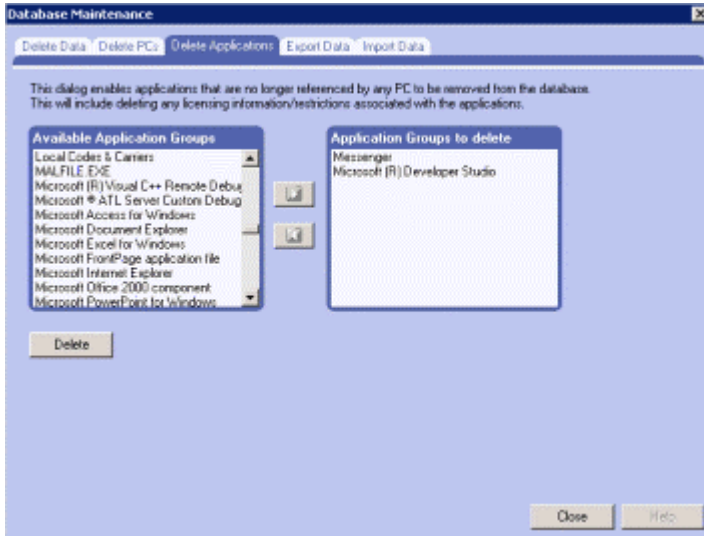 Database Maintenance
Delete Data Delete PCs Delete Applications Export Data Import Data
This dialog enables applications that are no longer referenced by any PC to be removed from the database.
This will include deleting any licensing information/restrictions associated with the applications.
Available Application Groups
Local Codes & Carriers
MALFILE.EXE
Microsoft (R) Visual C++ Remote Debug
Microsoft ® ATL Server Custom Debug
Microsoft Access for Windows
Microsoft Document Explorer
Microsoft Excel for Windows
Microsoft FrontPage application file
Microsoft Internet Explorer
Microsoft Office 2000 component
Microsoft PowerPoint for Windows
Application Groups to delete
Messenger
Microsoft (R) Developer Studio
Delete
Close Help